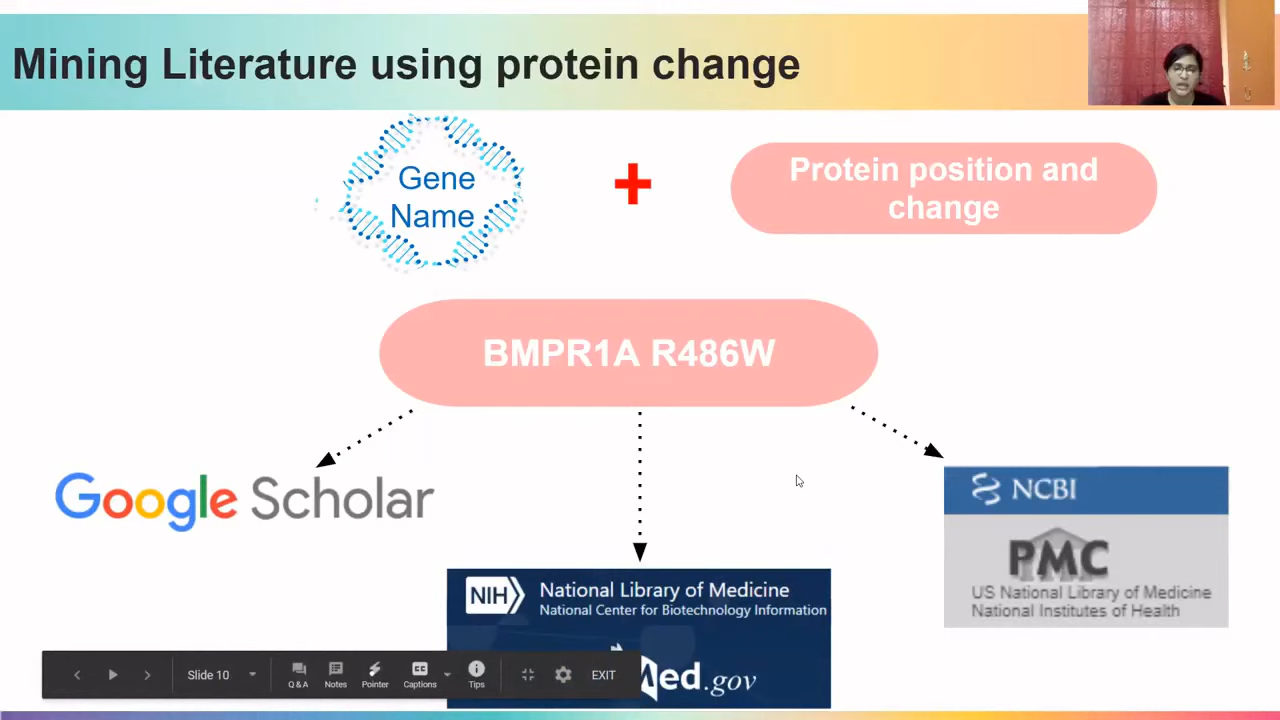 Mining Literature using protein change
Gene
Name
+
Protein position and
change
BMPR1A R486W
Google Scholar
NCBI
PMC
US National Library of Medicine
National Institutes of Health
NIH
National Library of Medicine
National Center for Biotechnology Information
Med.gov
Slide 10
Q & A
Notes
Pointer
CC
Captions
Tips
EXIT